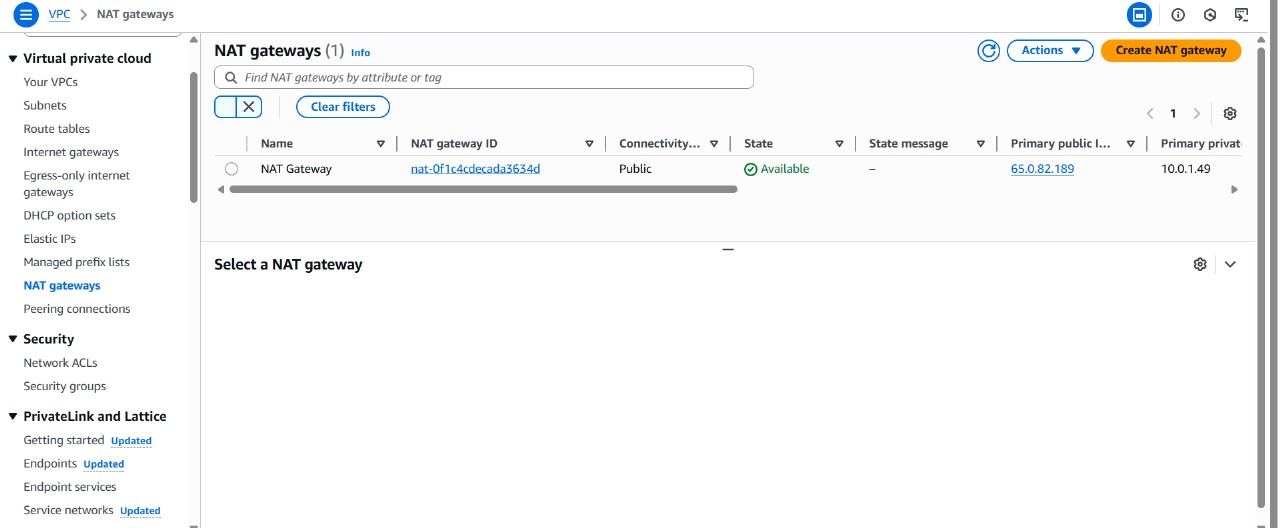 VPC > NAT gateways
Virtual private cloud
Your VPCs
Subnets
Route tables
Internet gateways
Egress-only internet
gateways
DHCP option sets
Elastic IPs
Managed prefix lists
NAT gateways
Peering connections
Security
Network ACLs
Security groups
PrivateLink and Lattice
Getting started Updated
Endpoints Updated
Endpoint services
Service networks Updated
NAT gateways (1) Info
Actions
Create NAT gateway
Find NAT gateways by attribute or tag
Clear filters
1
Name NAT gateway ID Connectivity... State State message Primary public I... Primary privat
NAT Gateway nat-0f1c4cdecada3634d Public Available – 65.0.82.189 10.0.1.49
Select a NAT gateway